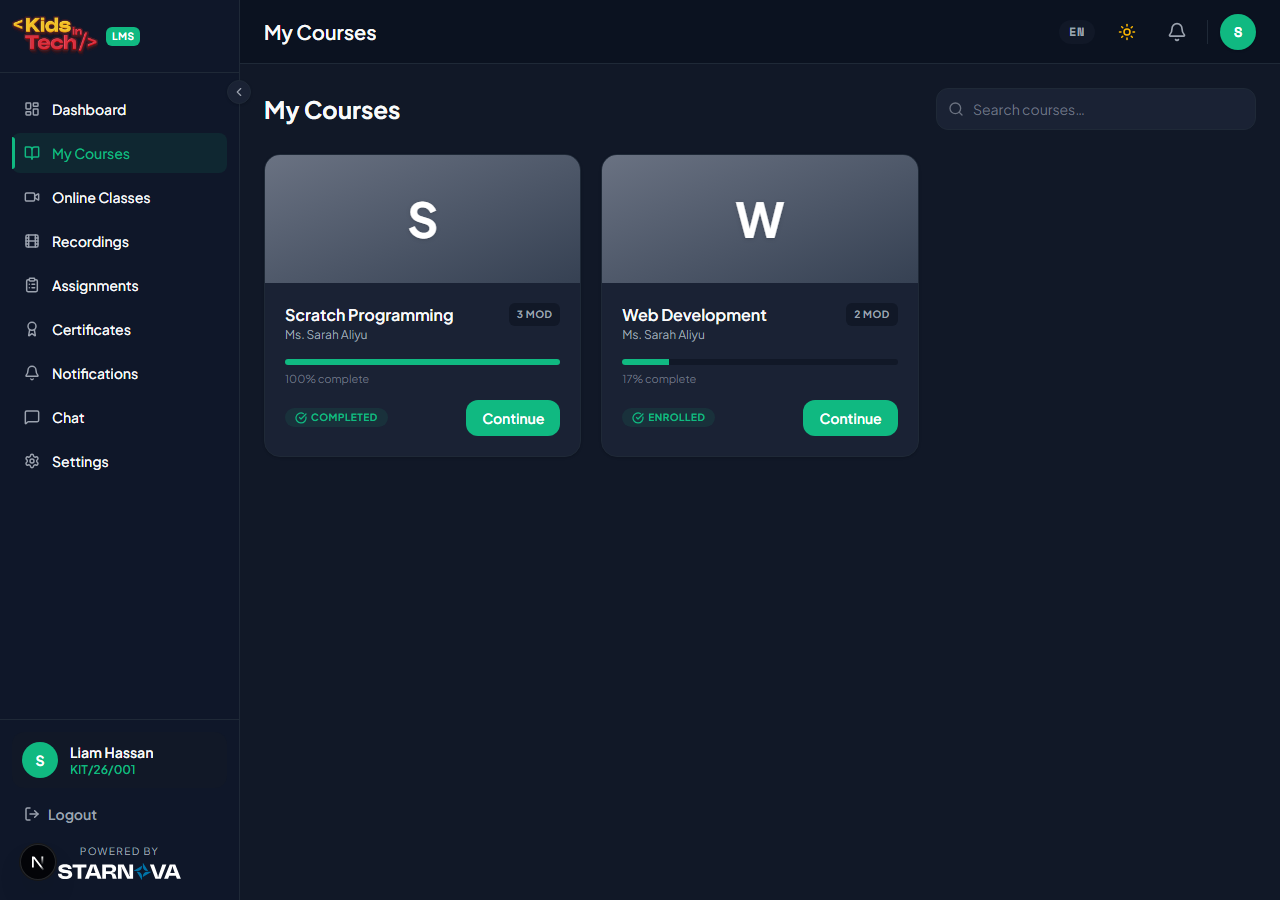 <Kids in
Tech/>
LMS
My Courses
EN
S
Dashboard
My Courses
Online Classes
Recordings
Assignments
Certificates
Notifications
Chat
Settings
My Courses
Search courses...
S
Scratch Programming
3 MOD
Ms. Sarah Aliyu
100% complete
COMPLETED
Continue
W
Web Development
2 MOD
Ms. Sarah Aliyu
17% complete
ENROLLED
Continue
S
Liam Hassan
KIT/26/001
Logout
N
POWERED BY
STARNOVA